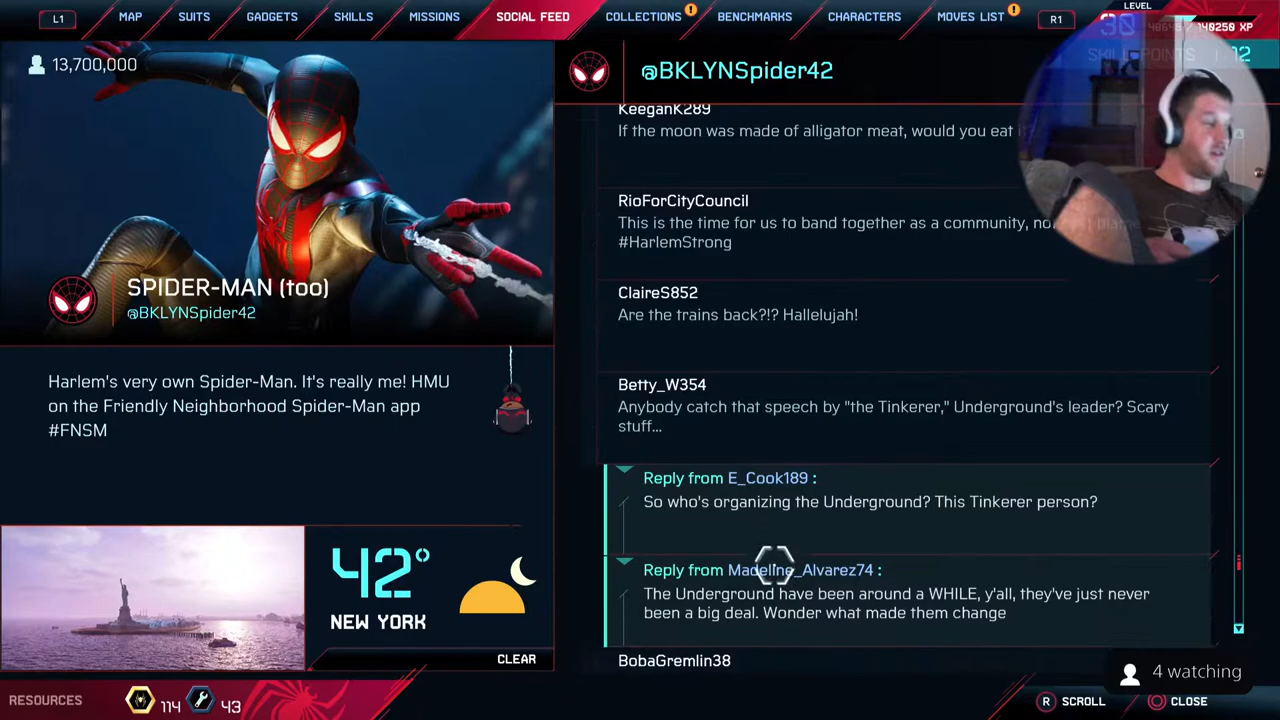 L1
MAP
SUITS
GADGETS
SKILLS
MISSIONS
SOCIAL FEED
COLLECTIONS
BENCHMARKS
CHARACTERS
MOVES LIST
R1
LEVEL
30
140250 XP
SKILL POINTS
12
13,700,000
@BKLYNSpider42
SPIDER-MAN (too)
@BKLYNSpider42
Harlem's very own Spider-Man. It's really me! HMU
on the Friendly Neighborhood Spider-Man app
#FNSM
42°
NEW YORK
CLEAR
KeeganK289
If the moon was made of alligator meat, would you eat
RioForCityCouncil
This is the time for us to band together as a community,
#HarlemStrong
ClaireS852
Are the trains back?!? Hallelujah!
Betty_W354
Anybody catch that speech by "the Tinkerer," Underground's leader? Scary
stuff...
Reply from E_Cook189 :
So who's organizing the Underground? This Tinkerer person?
Reply from Madeline_Alvarez74 :
The Underground have been around a WHILE, y'all, they've just never
been a big deal. Wonder what made them change
BobaGremlin38
4 watching
RESOURCES
114
43
R SCROLL
CLOSE